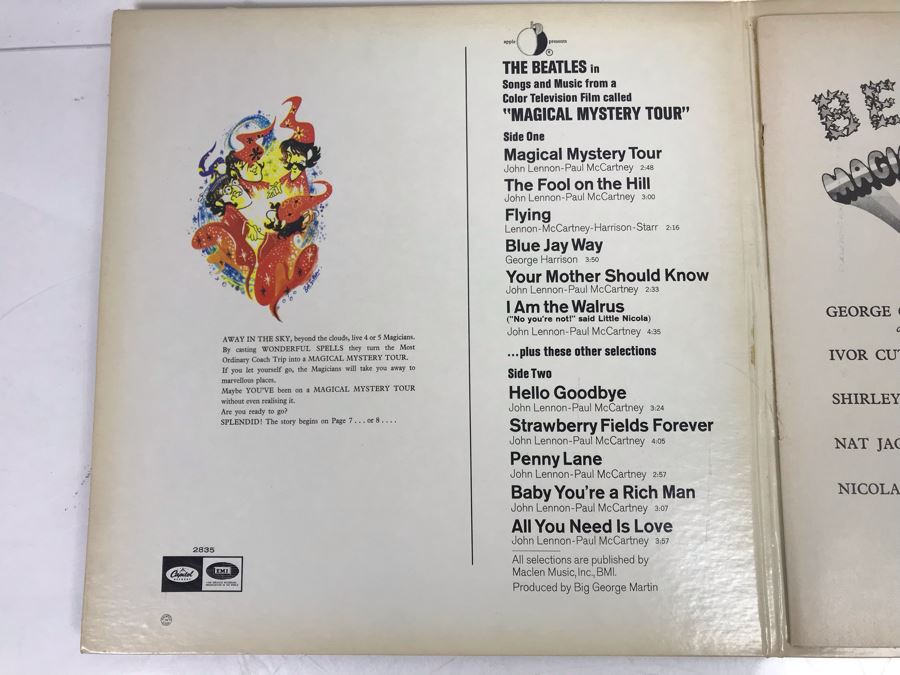 AWAY IN THE SKY, beyond the clouds, live 4 or 5 Magicians.
By casting WONDERFUL SPELLS they turn the Most
Ordinary Coach Trip into a MAGICAL MYSTERY TOUR.
If you let yourself go, the Magicians will take you away to
marvellous places.
Maybe YOU'VE been on a MAGICAL MYSTERY TOUR
without even realising it.
Are you ready to go?
SPLENDID! The story begins on Page 7 . . . or 8 . . . .
2835
Capitol
RECORDS
EMI
apple presents
THE BEATLES in
Songs and Music from a
Color Television Film called
"MAGICAL MYSTERY TOUR"
Side One
Magical Mystery Tour
John Lennon-Paul McCartney 2:48
The Fool on the Hill
John Lennon-Paul McCartney 3:00
Flying
Lennon-McCartney-Harrison-Starr 2:16
Blue Jay Way
George Harrison 3:50
Your Mother Should Know
John Lennon-Paul McCartney 2:33
I Am the Walrus
("No you're not!" said Little Nicola)
John Lennon-Paul McCartney 4:35
...plus these other selections
Side Two
Hello Goodbye
John Lennon-Paul McCartney 3:24
Strawberry Fields Forever
John Lennon-Paul McCartney 4:05
Penny Lane
John Lennon-Paul McCartney 2:57
Baby You're a Rich Man
John Lennon-Paul McCartney 3:07
All You Need Is Love
John Lennon-Paul McCartney 3:57
All selections are published by
Maclen Music, Inc., BMI.
Produced by Big George Martin
BE
MAGIC
GEORGE
IVOR CU
SHIRLEY
NAT JA
NICOLA